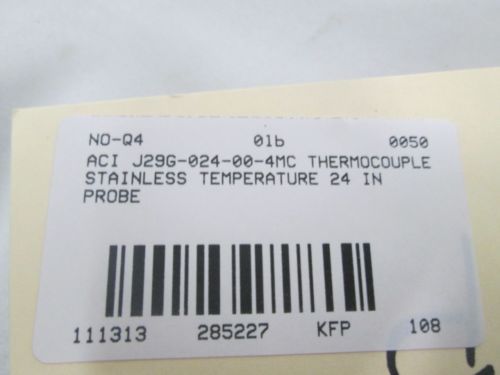 NO-Q4 01b 0050
ACI J29G-024-00-4MC THERMOCOUPLE
STAINLESS TEMPERATURE 24 IN
PROBE
111313 285227 KFP 108